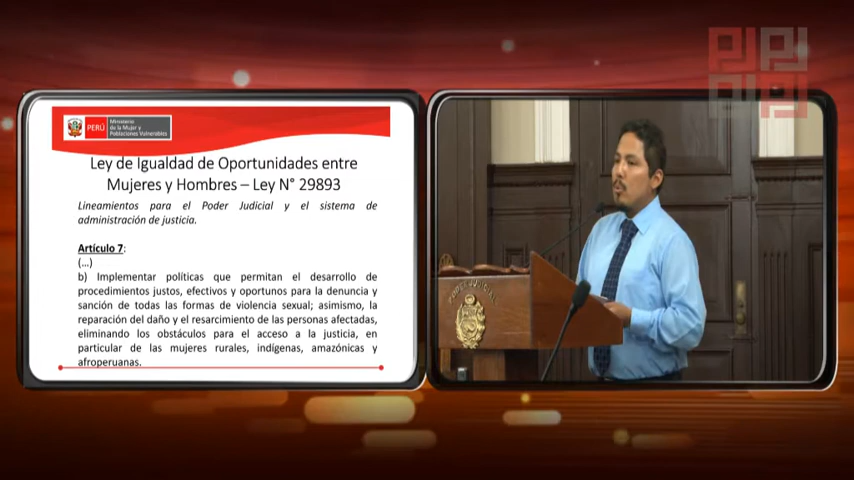 PJ PJ
PJ PJ
PERÚ
Ministerio
de la Mujer y
Poblaciones Vulnerables
Ley de Igualdad de Oportunidades entre
Mujeres y Hombres – Ley N° 29893
Lineamientos para el Poder Judicial y el sistema de
administración de justicia.
Artículo 7:
(...)
b) Implementar políticas que permitan el desarrollo de
procedimientos justos, efectivos y oportunos para la denuncia y
sanción de todas las formas de violencia sexual; asimismo, la
reparación del daño y el resarcimiento de las personas afectadas,
eliminando los obstáculos para el acceso a la justicia, en
particular de las mujeres rurales, indígenas, amazónicas y
afroperuanas.
PODER JUDICIAL